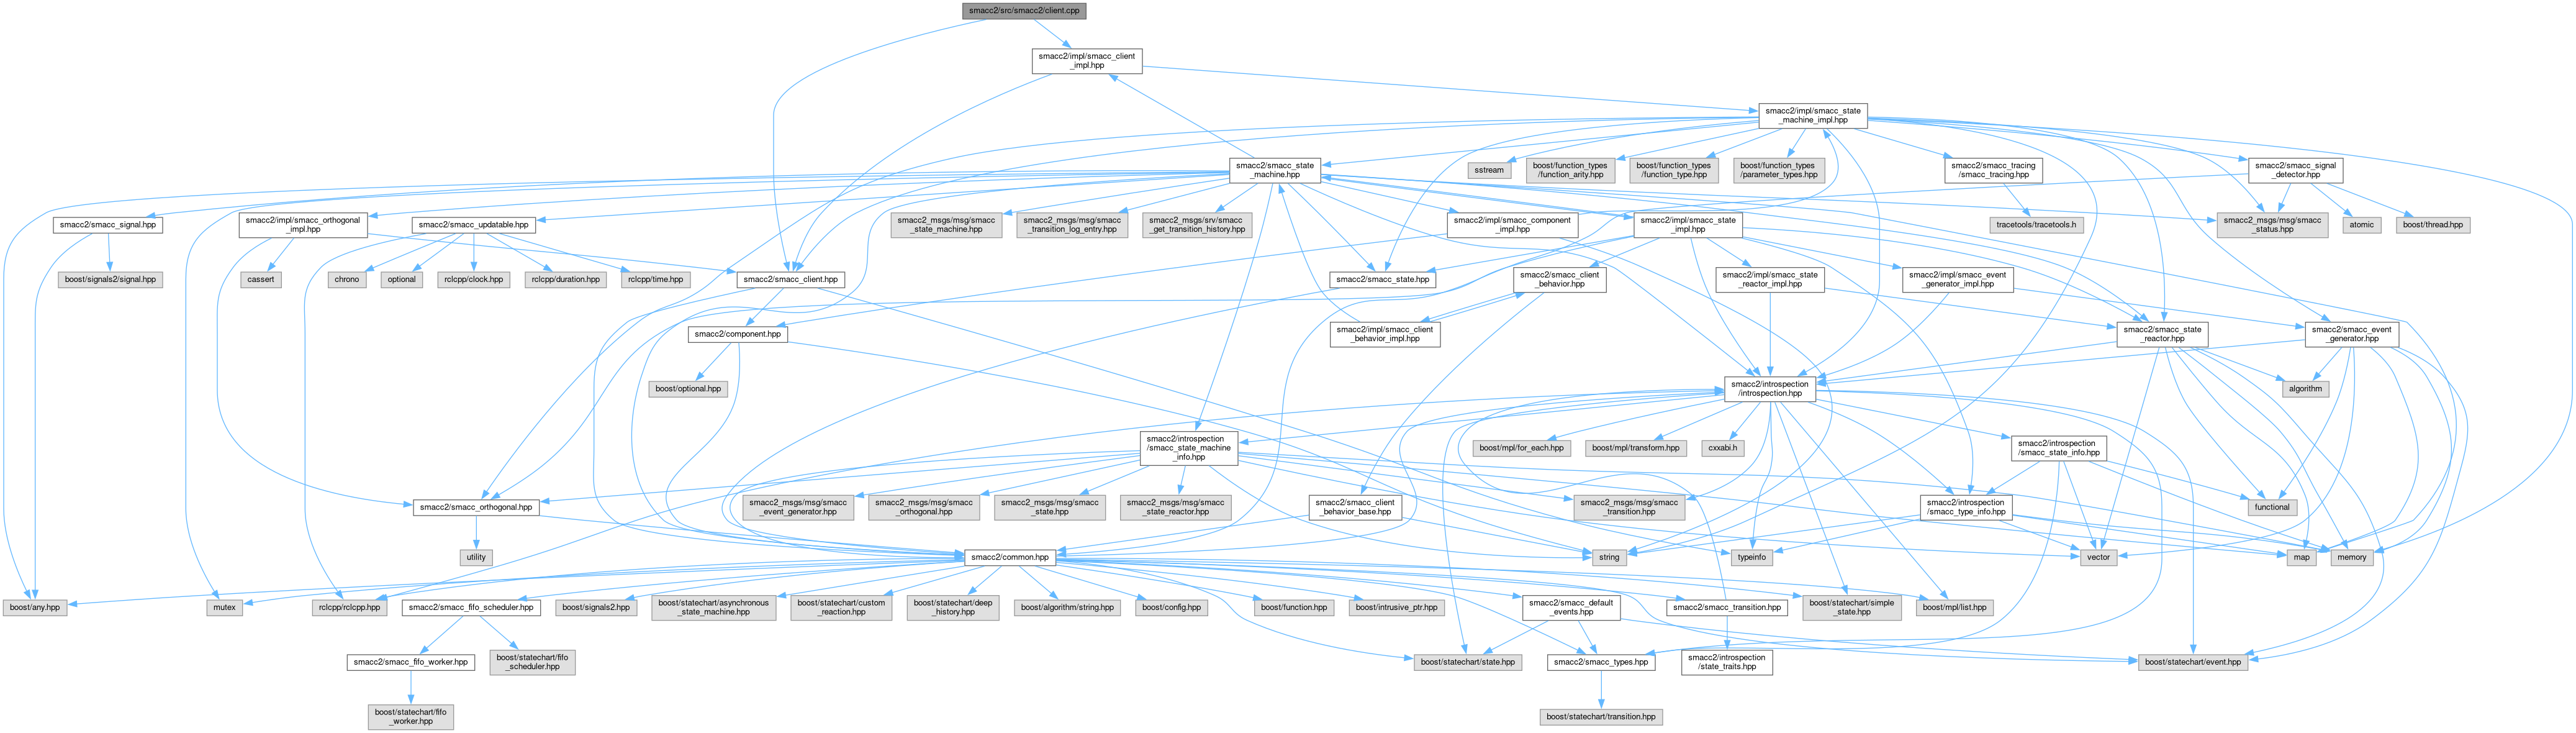 smacc2/src/smacc2/client.cpp
smacc2/impl/smacc_client
_impl.hpp
smacc2/impl/smacc_state
_machine_impl.hpp
smacc2/smacc_state
_machine.hpp
sstream
boost/function_types
/function_arity.hpp
boost/function_types
/function_type.hpp
boost/function_types
/parameter_types.hpp
smacc2/smacc_tracing
/smacc_tracing.hpp
smacc2/smacc_signal
_detector.hpp
smacc2/smacc_signal.hpp
smacc2/impl/smacc_orthogonal
_impl.hpp
smacc2/smacc_updatable.hpp
smacc2_msgs/msg/smacc
_state_machine.hpp
smacc2_msgs/msg/smacc
_transition_log_entry.hpp
smacc2_msgs/srv/smacc
_get_transition_history.hpp
smacc2/impl/smacc_component
_impl.hpp
smacc2/impl/smacc_state
_impl.hpp
tracetools/tracetools.h
smacc2_msgs/msg/smacc
_status.hpp
atomic
boost/thread.hpp
boost/signals2/signal.hpp
cassert
chrono
optional
rclcpp/clock.hpp
rclcpp/duration.hpp
rclcpp/time.hpp
smacc2/smacc_client.hpp
smacc2/smacc_state.hpp
smacc2/smacc_client
_behavior.hpp
smacc2/impl/smacc_state
_reactor_impl.hpp
smacc2/impl/smacc_event
_generator_impl.hpp
smacc2/component.hpp
smacc2/impl/smacc_client
_behavior_impl.hpp
smacc2/smacc_state
_reactor.hpp
smacc2/smacc_event
_generator.hpp
boost/optional.hpp
smacc2/introspection
/introspection.hpp
algorithm
smacc2/introspection
/smacc_state_machine
_info.hpp
boost/mpl/for_each.hpp
boost/mpl/transform.hpp
cxxabi.h
smacc2/introspection
/smacc_state_info.hpp
smacc2/smacc_orthogonal.hpp
smacc2_msgs/msg/smacc
_event_generator.hpp
smacc2_msgs/msg/smacc
_orthogonal.hpp
smacc2_msgs/msg/smacc
_state.hpp
smacc2_msgs/msg/smacc
_state_reactor.hpp
smacc2/smacc_client
_behavior_base.hpp
smacc2_msgs/msg/smacc
_transition.hpp
smacc2/introspection
/smacc_type_info.hpp
functional
utility
smacc2/common.hpp
string
typeinfo
vector
map
memory
boost/any.hpp
mutex
rclcpp/rclcpp.hpp
smacc2/smacc_fifo_scheduler.hpp
boost/signals2.hpp
boost/statechart/asynchronous
_state_machine.hpp
boost/statechart/custom
_reaction.hpp
boost/statechart/deep
_history.hpp
boost/algorithm/string.hpp
boost/config.hpp
boost/function.hpp
boost/intrusive_ptr.hpp
smacc2/smacc_default
_events.hpp
smacc2/smacc_transition.hpp
boost/statechart/simple
_state.hpp
boost/mpl/list.hpp
smacc2/smacc_fifo_worker.hpp
boost/statechart/fifo
_scheduler.hpp
boost/statechart/state.hpp
smacc2/smacc_types.hpp
smacc2/introspection
/state_traits.hpp
boost/statechart/event.hpp
boost/statechart/fifo
_worker.hpp
boost/statechart/transition.hpp